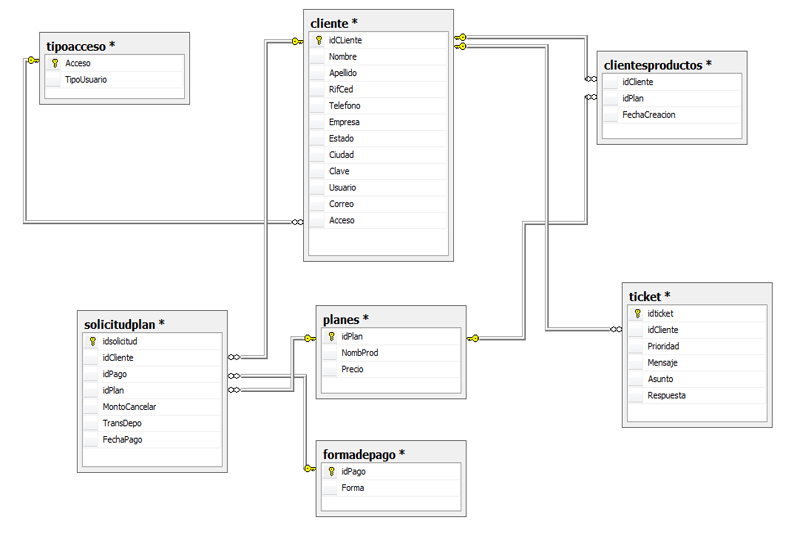 tipoacceso *
Acceso
TipoUsuario
cliente *
idCLiente
Nombre
Apellido
RifCed
Telefono
Empresa
Estado
Ciudad
Clave
Usuario
Correo
Acceso
clientesproductos *
idCliente
idPlan
FechaCreacion
solicitudplan *
idsolicitud
idCliente
idPago
idPlan
MontoCancelar
TransDepo
FechaPago
planes *
idPlan
NombProd
Precio
ticket *
idticket
idCliente
Prioridad
Mensaje
Asunto
Respuesta
formadepago *
idPago
Forma